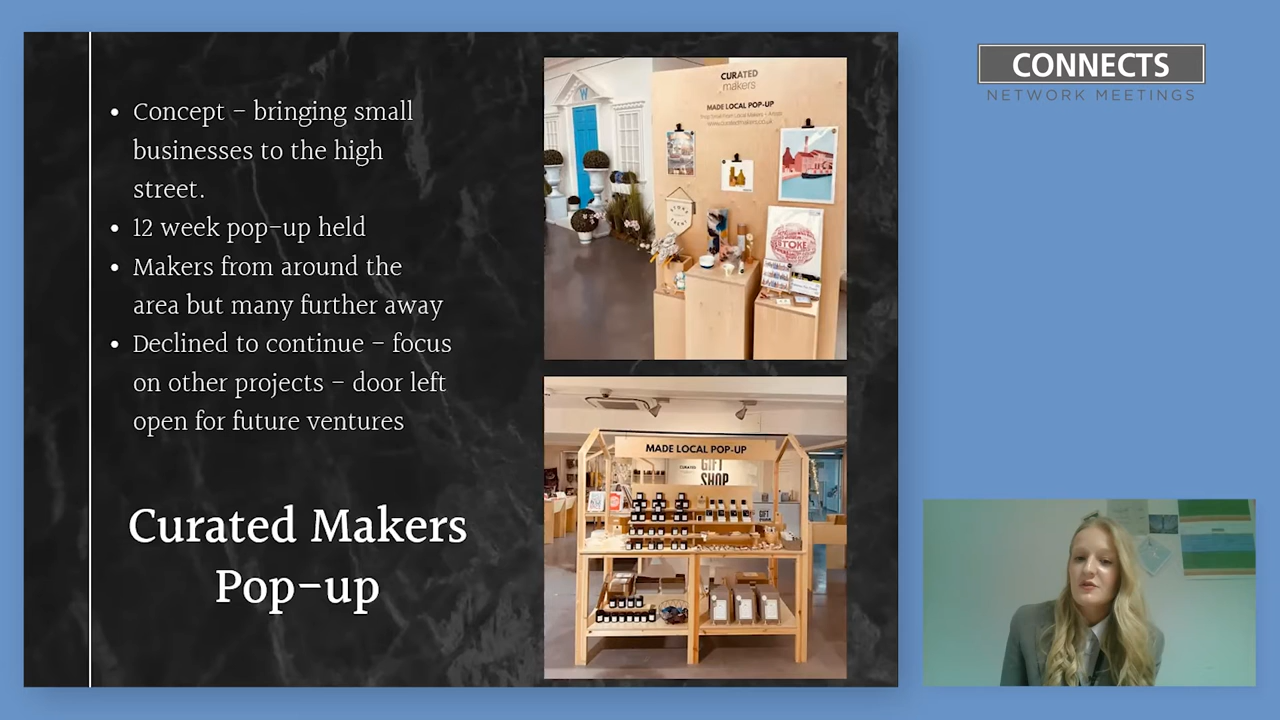 CONNECTS
NETWORK MEETINGS
• Concept – bringing small
businesses to the high
street.
• 12 week pop-up held
• Makers from around the
area but many further away
• Declined to continue – focus
on other projects – door left
open for future ventures
Curated Makers
Pop-up
CURATED
makers
MADE LOCAL POP-UP
W
STOKE
MADE LOCAL POP-UP
CURATED
GIFT
SHOP